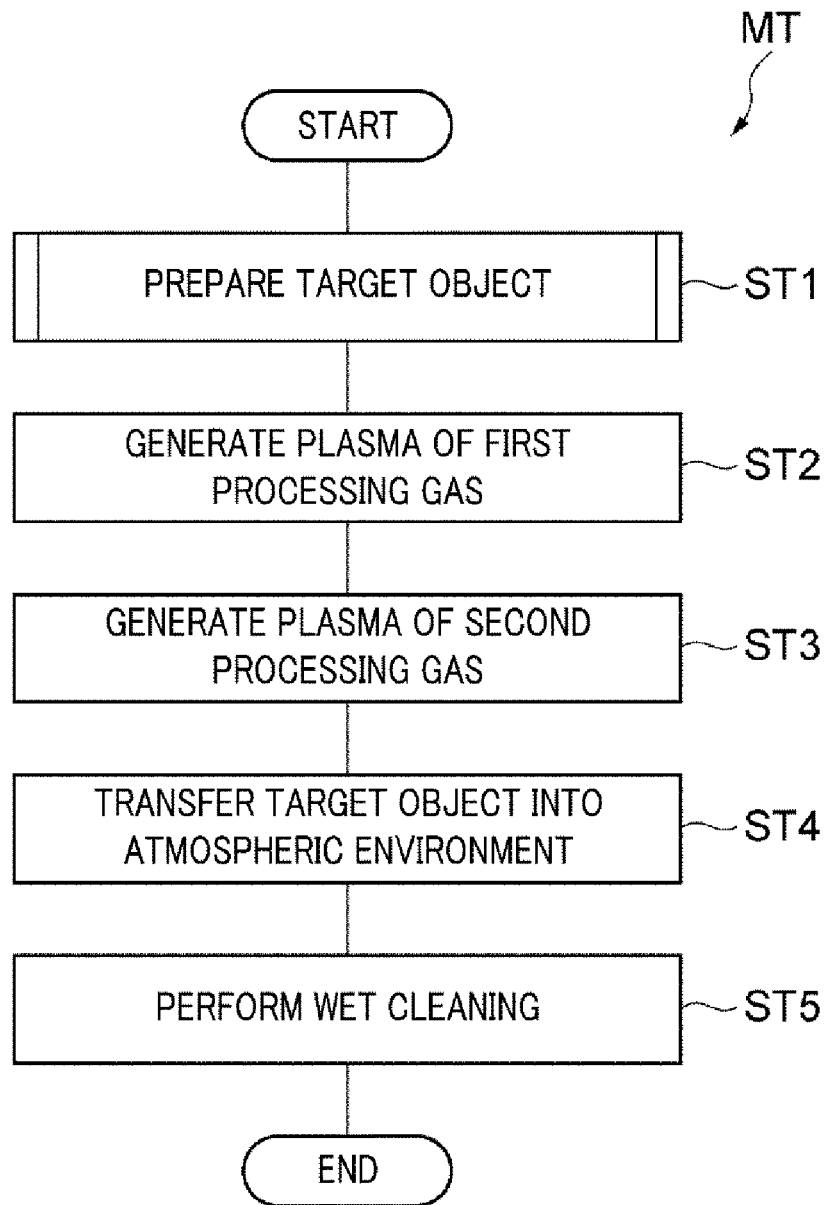 MT
START
PREPARE TARGET OBJECT
ST1
GENERATE PLASMA OF FIRST
PROCESSING GAS
ST2
GENERATE PLASMA OF SECOND
PROCESSING GAS
ST3
TRANSFER TARGET OBJECT INTO
ATMOSPHERIC ENVIRONMENT
ST4
PERFORM WET CLEANING
ST5
END